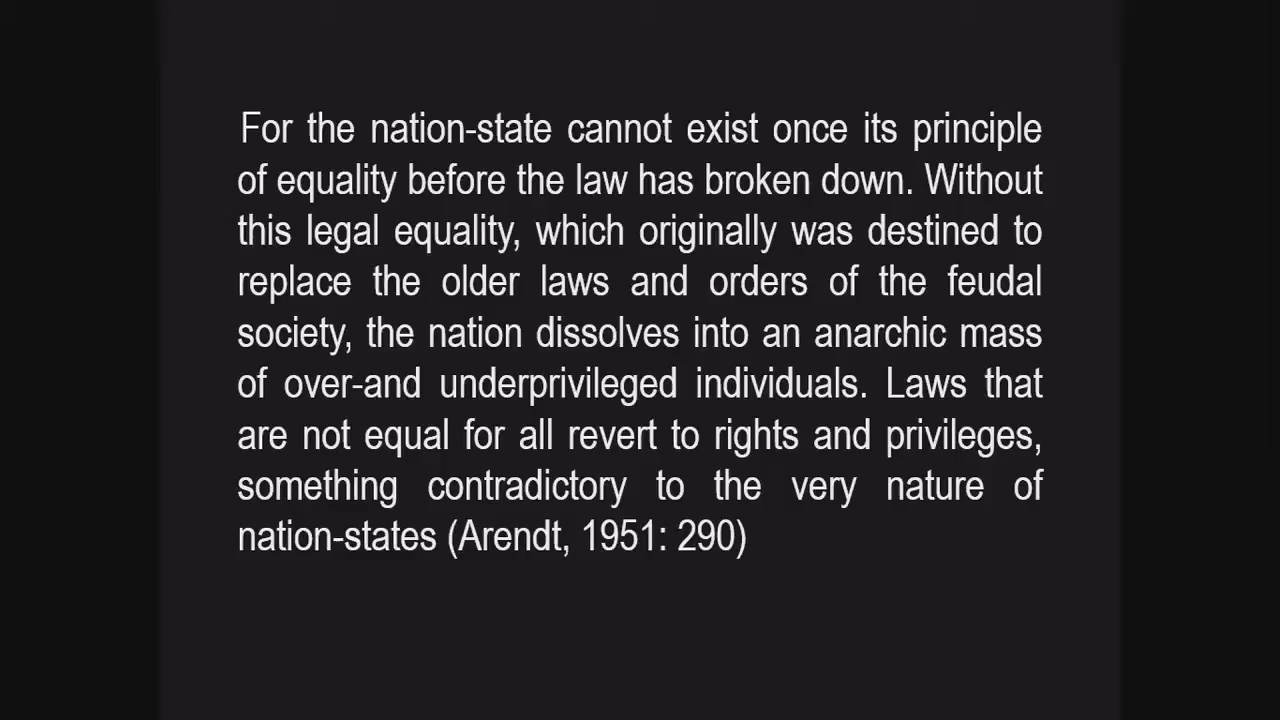 For the nation-state cannot exist once its principle
of equality before the law has broken down. Without
this legal equality, which originally was destined to
replace the older laws and orders of the feudal
society, the nation dissolves into an anarchic mass
of over-and underprivileged individuals. Laws that
are not equal for all revert to rights and privileges,
something contradictory to the very nature of
nation-states (Arendt, 1951: 290)